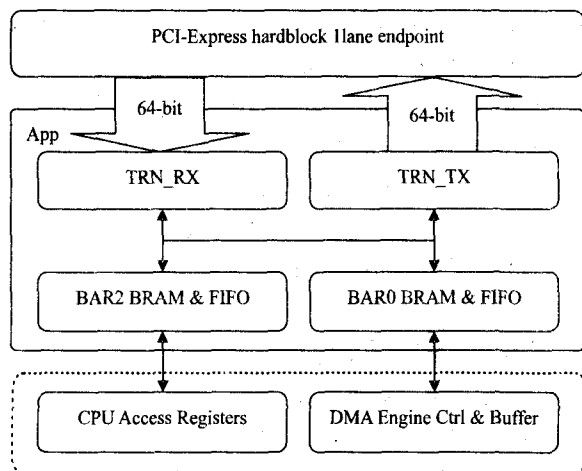 PCI-Express hardblock 1lane endpoint
64-bit
64-bit
App
TRN_RX
TRN_TX
BAR2 BRAM & FIFO
BAR0 BRAM & FIFO
CPU Access Registers
DMA Engine Ctrl & Buffer